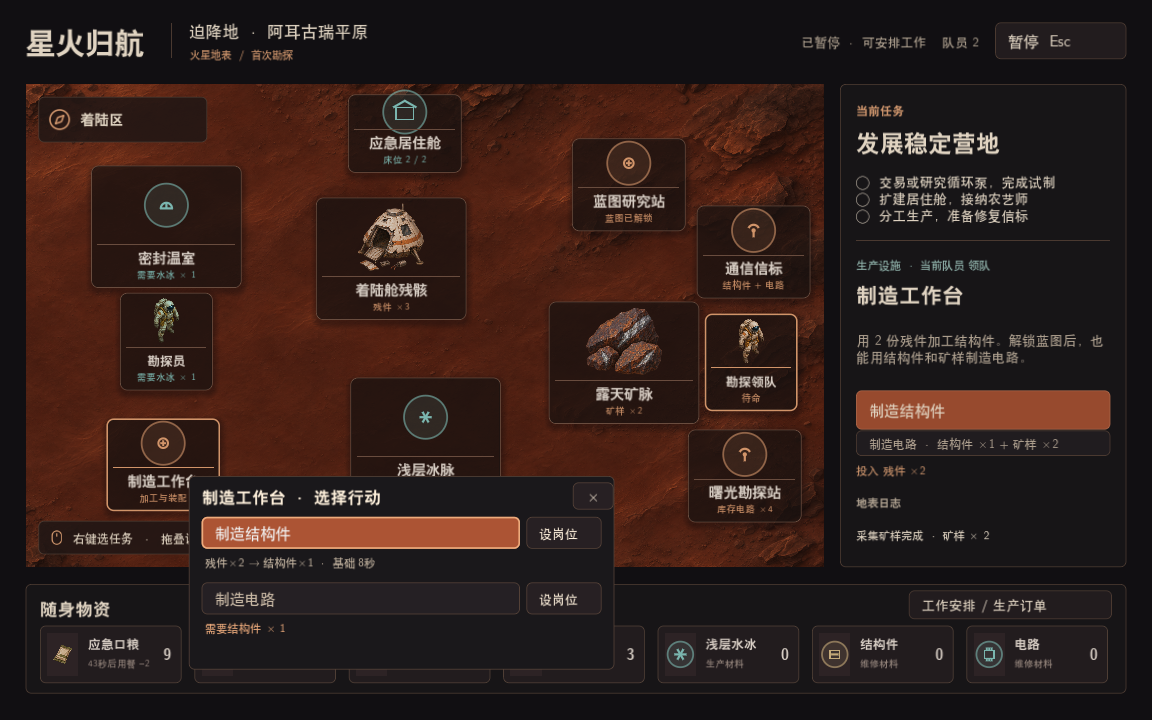 星火归航
迫降地 · 阿耳古瑞平原
火星地表 / 首次勘探
已暂停 · 可安排工作 队员 2
暂停 Esc
着陆区
应急居住舱
床位 2 / 2
密封温室
需要水冰 × 1
着陆舱残骸
残件 ×3
蓝图研究站
蓝图已解锁
通信信标
结构件 + 电路
勘探员
需要水冰 × 1
露天矿脉
矿样 ×2
勘探领队
待命
制造工作台
加工与装配
浅层冰脉
曙光勘探站
库存电路 ×4
右键选任务 · 拖叠
当前任务
发展稳定营地
交易或研究循环泵,完成试制
扩建居住舱,接纳农艺师
分工生产,准备修复信标
生产设施 · 当前队员 领队
制造工作台
用 2 份残件加工结构件。解锁蓝图后,也
能用结构件和矿样制造电路。
制造结构件
制造电路 · 结构件 ×1 + 矿样 ×2
投入 残件 ×2
地表日志
采集矿样完成 · 矿样 × 2
制造工作台 · 选择行动
×
制造结构件
设岗位
残件×2 → 结构件×1 · 基础 8秒
制造电路
设岗位
需要结构件 × 1
随身物资
工作安排 / 生产订单
应急口粮
43秒后用餐 −2
9
3
浅层水冰
生产材料
0
结构件
维修材料
0
电路
维修材料
0